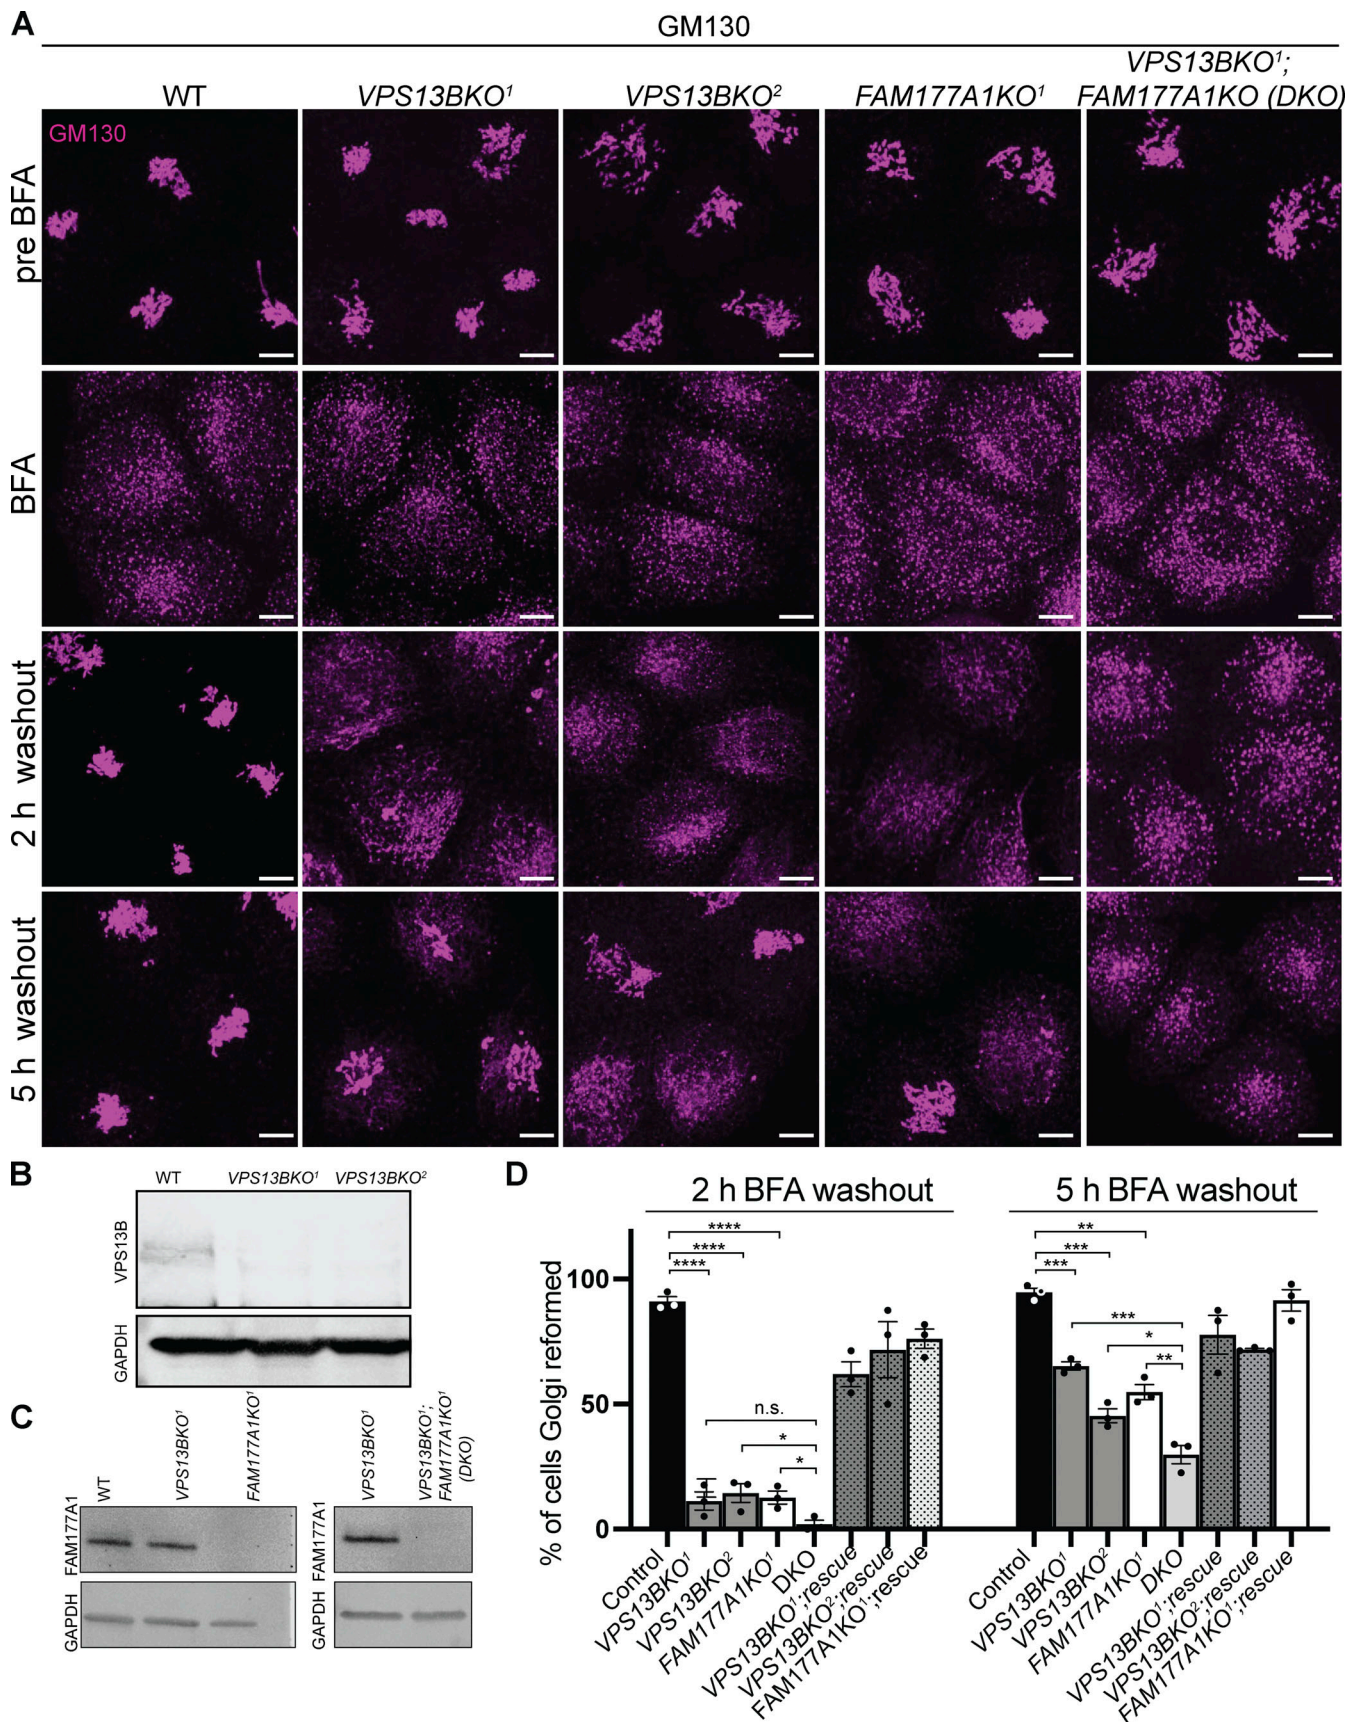 A
GM130
WT
VPS13BKO¹
VPS13BKO²
FAM177A1KO¹
VPS13BKO¹;
FAM177A1KO (DKO)
GM130
pre BFA
BFA
2 h washout
5 h washout
B
WT
VPS13BKO¹
VPS13BKO²
VPS13B
GAPDH
C
WT
VPS13BKO¹
FAM177A1KO¹
FAM177A1
GAPDH
VPS13BKO¹
VPS13BKO¹;
FAM177A1KO¹
(DKO)
FAM177A1
GAPDH
D
2 h BFA washout
5 h BFA washout
% of cells Golgi reformed
100
50
0
****
****
****
n.s.
*
*
**
***
***
***
*
**
Control
VPS13BKO¹
VPS13BKO²
FAM177A1KO¹
DKO
VPS13BKO¹;rescue
VPS13BKO²;rescue
FAM177A1KO¹;rescue
Control
VPS13BKO¹
VPS13BKO²
FAM177A1KO¹
DKO
VPS13BKO¹;rescue
VPS13BKO²;rescue
FAM177A1KO¹;rescue